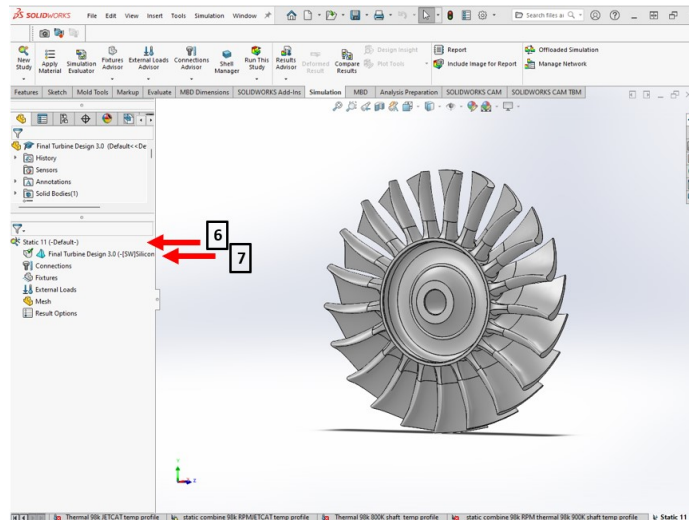 SOLIDWORKS File Edit View Insert Tools Simulation Window
Search files
New Study
Apply Material
Simulation Evaluator
Fixtures Advisor
External Loads Advisor
Connections Advisor
Shell Manager
Run This Study
Results Advisor
Deformed Result
Compare Results
Design Insight
Plot Tools
Report
Include Image for Report
Offloaded Simulation
Manage Network
Features Sketch Mold Tools Markup Evaluate MBD Dimensions SOLIDWORKS Add-Ins Simulation MBD Analysis Preparation SOLIDWORKS CAM SOLIDWORKS CAM TBM
Final Turbine Design 3.0 (Default<<De
History
Sensors
Annotations
Solid Bodies(1)
Static 11 (-Default-)
6
Final Turbine Design 3.0 (-[SW]Silicon
7
Connections
Fixtures
External Loads
Mesh
Result Options
Y
Z
Thermal 98k JETCAT temp profile static combine 98k RPMJETCAT temp profile Thermal 98k 800K shaft temp profile static combine 98k RPM thermal 98k 900K shaft temp profile Static 11